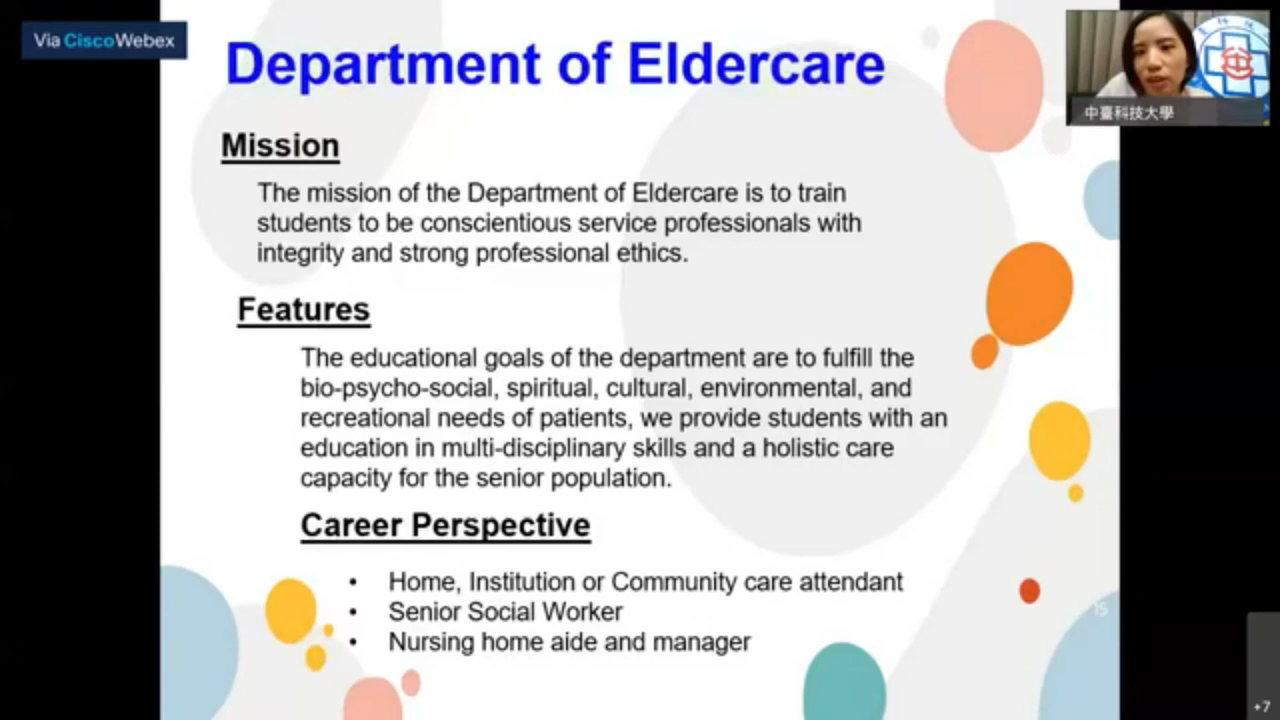 Via Cisco Webex
Department of Eldercare
中臺科技大學
Mission
The mission of the Department of Eldercare is to train
students to be conscientious service professionals with
integrity and strong professional ethics.
Features
The educational goals of the department are to fulfill the
bio-psycho-social, spiritual, cultural, environmental, and
recreational needs of patients, we provide students with an
education in multi-disciplinary skills and a holistic care
capacity for the senior population.
Career Perspective
• Home, Institution or Community care attendant
• Senior Social Worker
• Nursing home aide and manager
15
+7